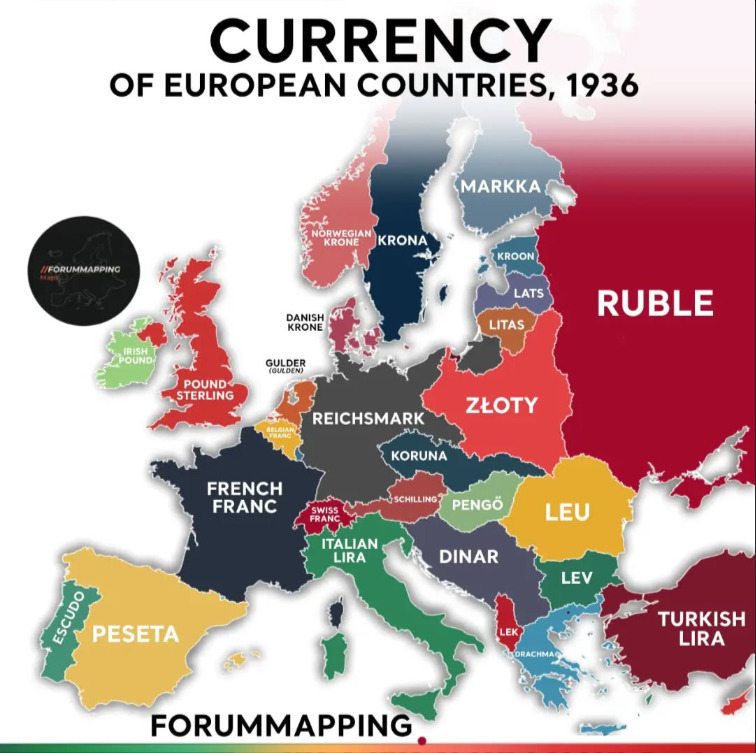 CURRENCY
OF EUROPEAN COUNTRIES, 1936
MARKKA
NORWEGIAN
KRONE
KRONA
//FORUMMAPPING
KROON
LATS
RUBLE
DANISH
KRONE
LITAS
IRISH
POUND
GULDER
(GULDEN)
POUND
STERLING
ZŁOTY
REICHSMARK
BELGIAN
FRANC
KORUNA
FRENCH
FRANC
SCHILLING
PENGŐ
SWISS
FRANC
LEU
ITALIAN
LIRA
DINAR
LEV
ESCUDO
PESETA
LEK
TURKISH
LIRA
DRACHMA
FORUMMAPPING